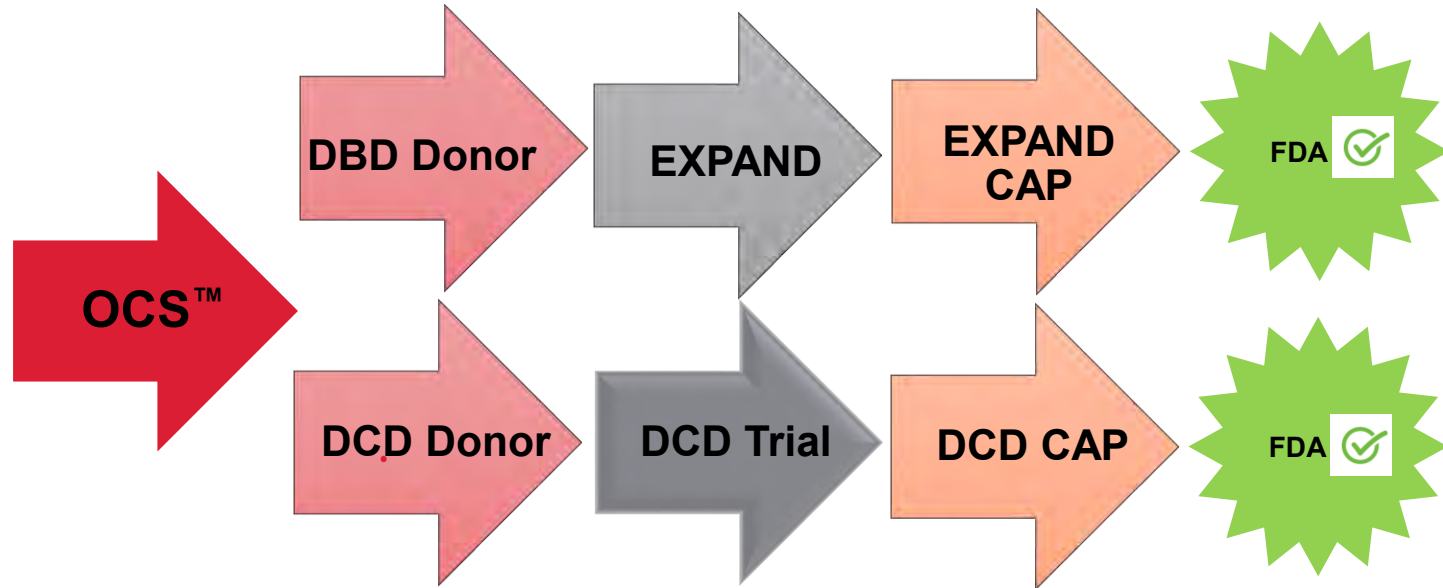 DBD Donor
EXPAND
EXPAND
CAP
FDA
OCS™
DCD Donor
DCD Trial
DCD CAP
FDA